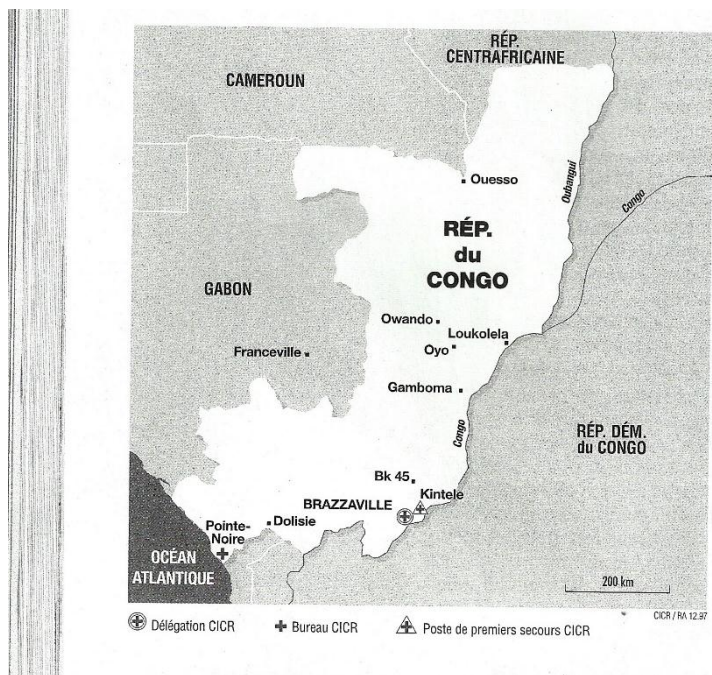 RÉP.
CENTRAFRICAINE
CAMEROUN
Ouesso
Oubangui
Congo
RÉP.
du
CONGO
GABON
Owando
Loukolela
Franceville
Oyo
Gamboma
Congo
RÉP. DÉM.
du CONGO
Bk 45
Kintele
BRAZZAVILLE
Pointe-
Noire
Dolisie
OCÉAN
ATLANTIQUE
200 km
CICR / RA 12.97
Délégation CICR
Bureau CICR
Poste de premiers secours CICR